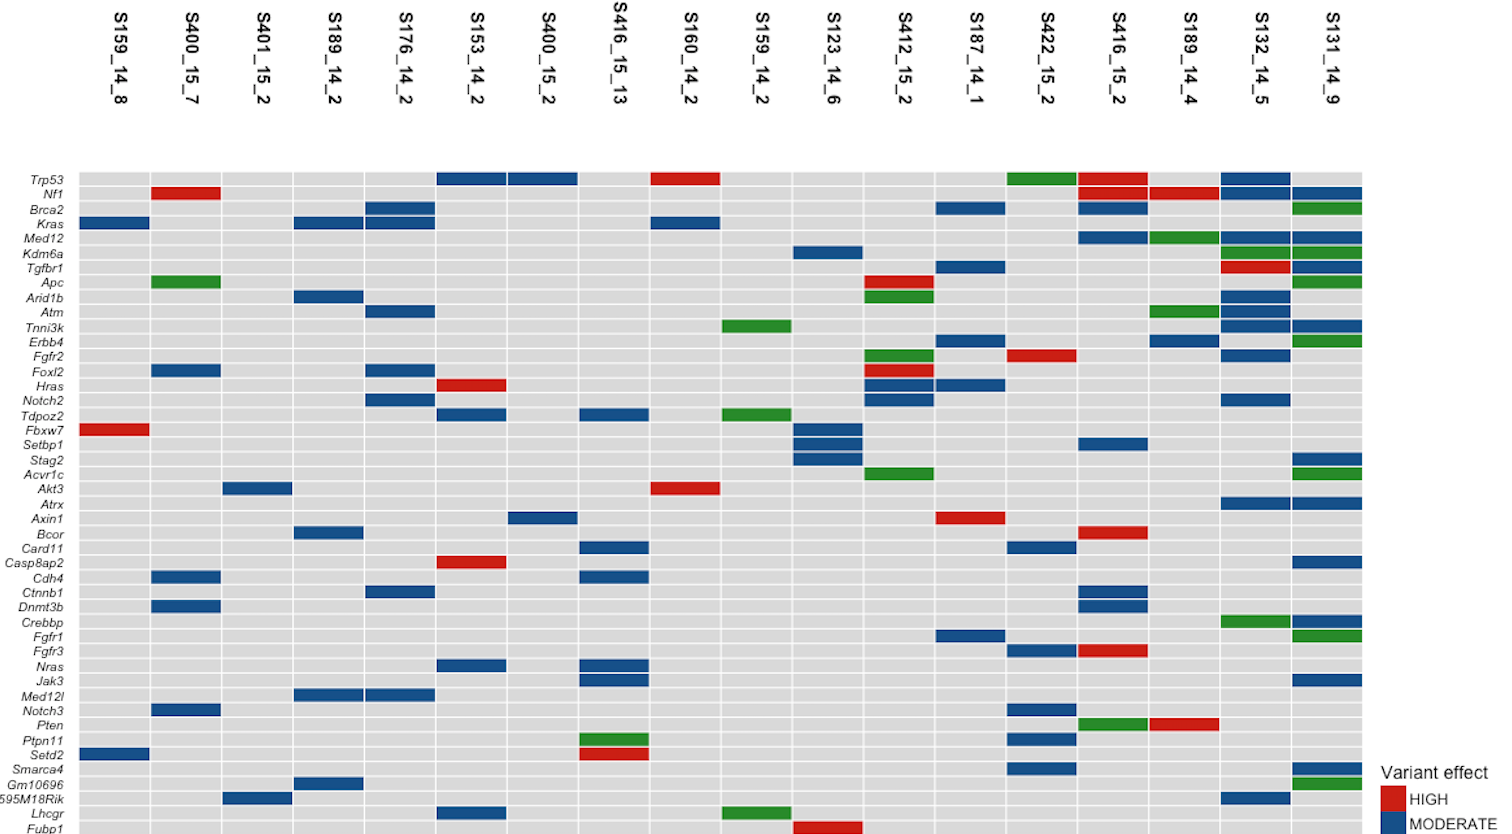 S159_14_8
S400_15_7
S401_15_2
S189_14_2
S176_14_2
S153_14_2
S400_15_2
S416_15_13
S160_14_2
S159_14_2
S123_14_6
S412_15_2
S187_14_1
S422_15_2
S416_15_2
S189_14_4
S132_14_5
S131_14_9
Trp53
Nf1
Brca2
Kras
Med12
Kdm6a
Tgfbr1
Apc
Arid1b
Atm
Tnni3k
Erbb4
Fgfr2
Foxl2
Hras
Notch2
Tdpoz2
Fbxw7
Setbp1
Stag2
Acvr1c
Akt3
Atrx
Axin1
Bcor
Card11
Casp8ap2
Cdh4
Ctnnb1
Dnmt3b
Crebbp
Fgfr1
Fgfr3
Nras
Jak3
Med12l
Notch3
Pten
Ptpn11
Setd2
Smarca4
Gm10696
595M18Rik
Lhcgr
Fubp1
Variant effect
HIGH
MODERATE